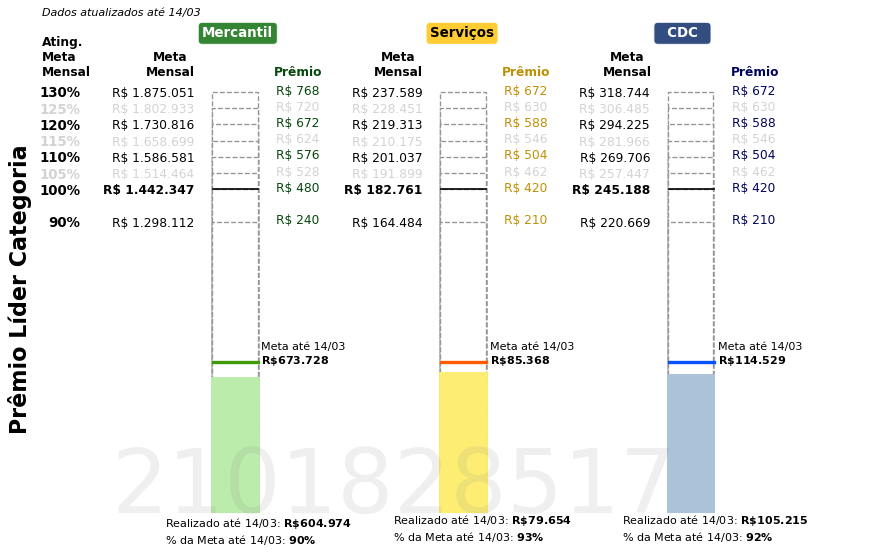 Dados atualizados até 14/03
Mercantil Serviços CDC
Ating.
Meta Meta Meta Meta
Mensal Mensal Prêmio Mensal Prêmio Mensal Prêmio
130% R$ 1.875.051 R$ 768 R$ 237.589 R$ 672 R$ 318.744 R$ 672
125% R$ 1.802.933 R$ 720 R$ 228.451 R$ 630 R$ 306.485 R$ 630
120% R$ 1.730.816 R$ 672 R$ 219.313 R$ 588 R$ 294.225 R$ 588
115% R$ 1.658.699 R$ 624 R$ 210.175 R$ 546 R$ 281.966 R$ 546
110% R$ 1.586.581 R$ 576 R$ 201.037 R$ 504 R$ 269.706 R$ 504
105% R$ 1.514.464 R$ 528 R$ 191.899 R$ 462 R$ 257.447 R$ 462
100% R$ 1.442.347 R$ 480 R$ 182.761 R$ 420 R$ 245.188 R$ 420
90% R$ 1.298.112 R$ 240 R$ 164.484 R$ 210 R$ 220.669 R$ 210
Prêmio Líder Categoria
Meta até 14/03 Meta até 14/03 Meta até 14/03
R$673.728 R$85.368 R$114.529
2101828517
Realizado até 14/03: R$604.974 Realizado até 14/03: R$79.654 Realizado até 14/03: R$105.215
% da Meta até 14/03: 90% % da Meta até 14/03: 93% % da Meta até 14/03: 92%